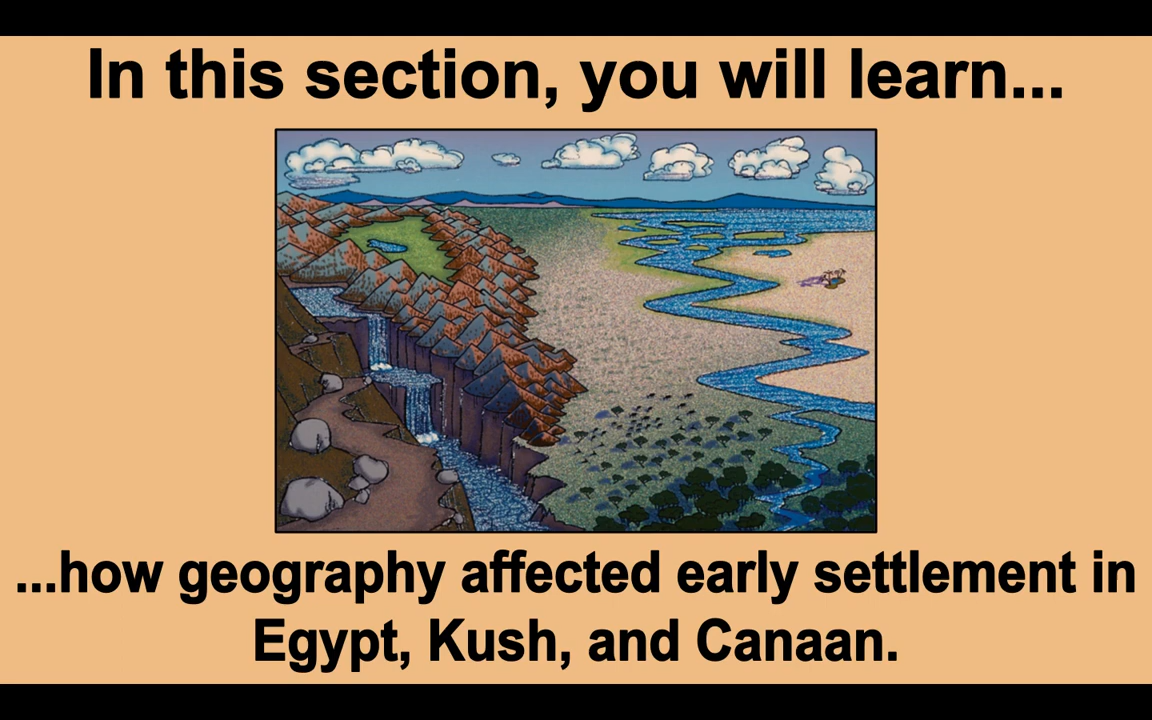 In this section, you will learn...
...how geography affected early settlement in
Egypt, Kush, and Canaan.